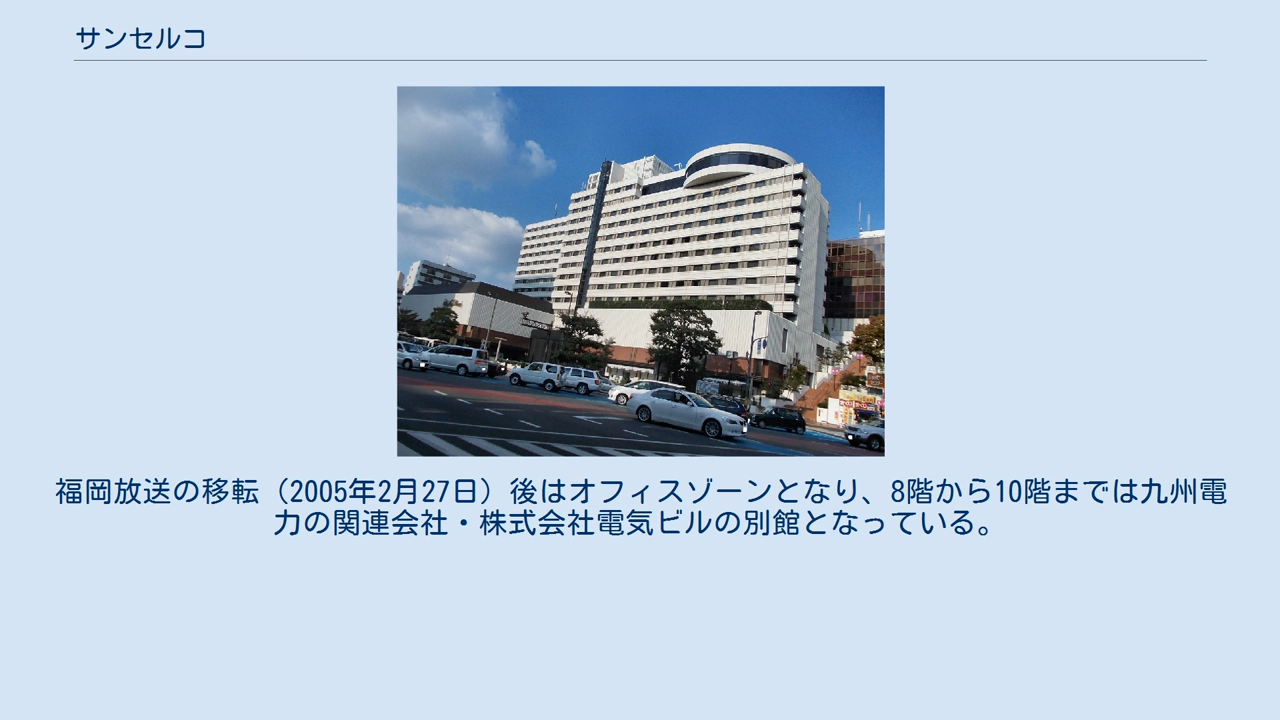 サンセルコ
福岡放送の移転（2005年2月27日）後はオフィスゾーンとなり、8階から10階までは九州電
力の関連会社・株式会社電気ビルの別館となっている。